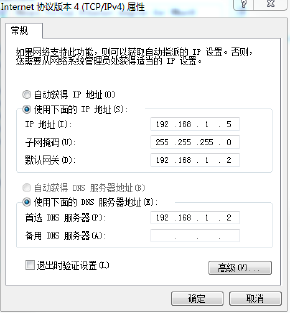 Internet 协议版本 4 (TCP/IPv4) 属性
常规
如果网络支持此功能，则可以获取自动指派的 IP 设置。否则，
您需要从网络系统管理员处获得适当的 IP 设置。
自动获得 IP 地址(O)
使用下面的 IP 地址(S):
IP 地址(I): 192 .168 . 1 . 5
子网掩码(U): 255 .255 .255 . 0
默认网关(D): 192 .168 . 1 . 2
自动获得 DNS 服务器地址(B)
使用下面的 DNS 服务器地址(E):
首选 DNS 服务器(P): 192 .168 . 1 . 2
备用 DNS 服务器(A): . . .
退出时验证设置(L)
高级(V)...
确定 取消